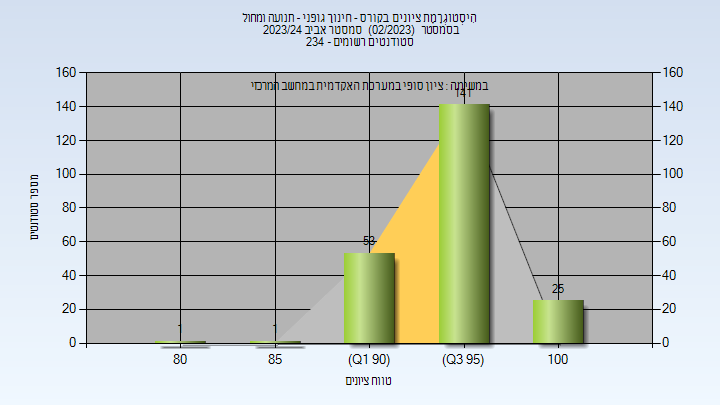 היסטוגרמת ציונים בקורס - חינוך גופני - תנועה ומחול
בסמסטר (02/2023) סמסטר אביב 2023/24
סטודנטים רשומים - 234
במשימה : ציון סופי במערכת האקדמית במחשב המרכזי
160 160
140 140
120 120
100 100
80 80
60 60
40 40
20 20
0 0
מספר סטודנטים
1 1 53 141 25
80 85 (Q1 90) (Q3 95) 100
טווח ציונים